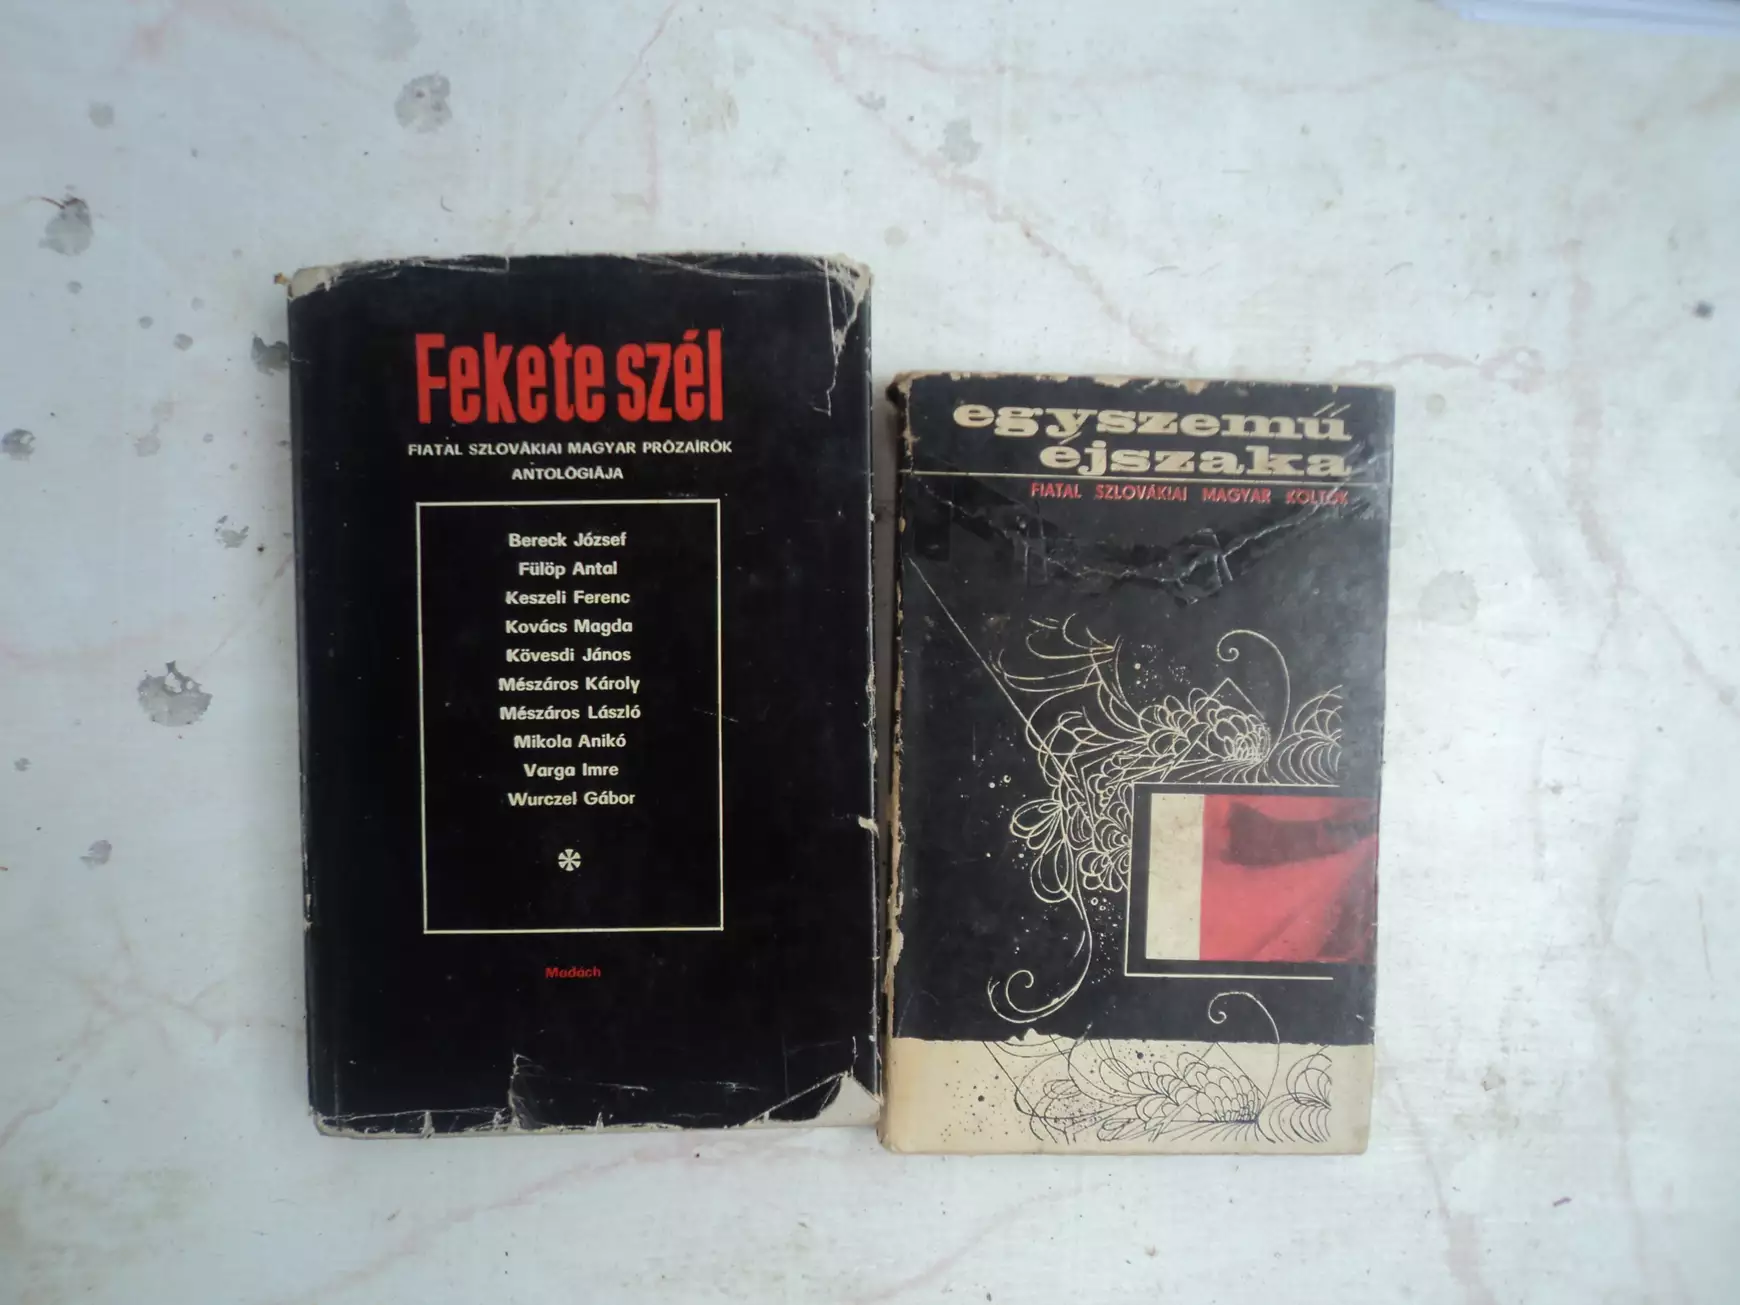 Fekete szél
FIATAL SZLOVÁKIAI MAGYAR PRÓZAÍRÓK
ANTOLÓGIÁJA
Bereck József
Fülöp Antal
Keszeli Ferenc
Kovács Magda
Kövesdi János
Mészáros Károly
Mészáros László
Mikola Anikó
Varga Imre
Wurczel Gábor
Madách
egyszemű
éjszaka
FIATAL SZLOVÁKIAI MAGYAR KÖLTŐK